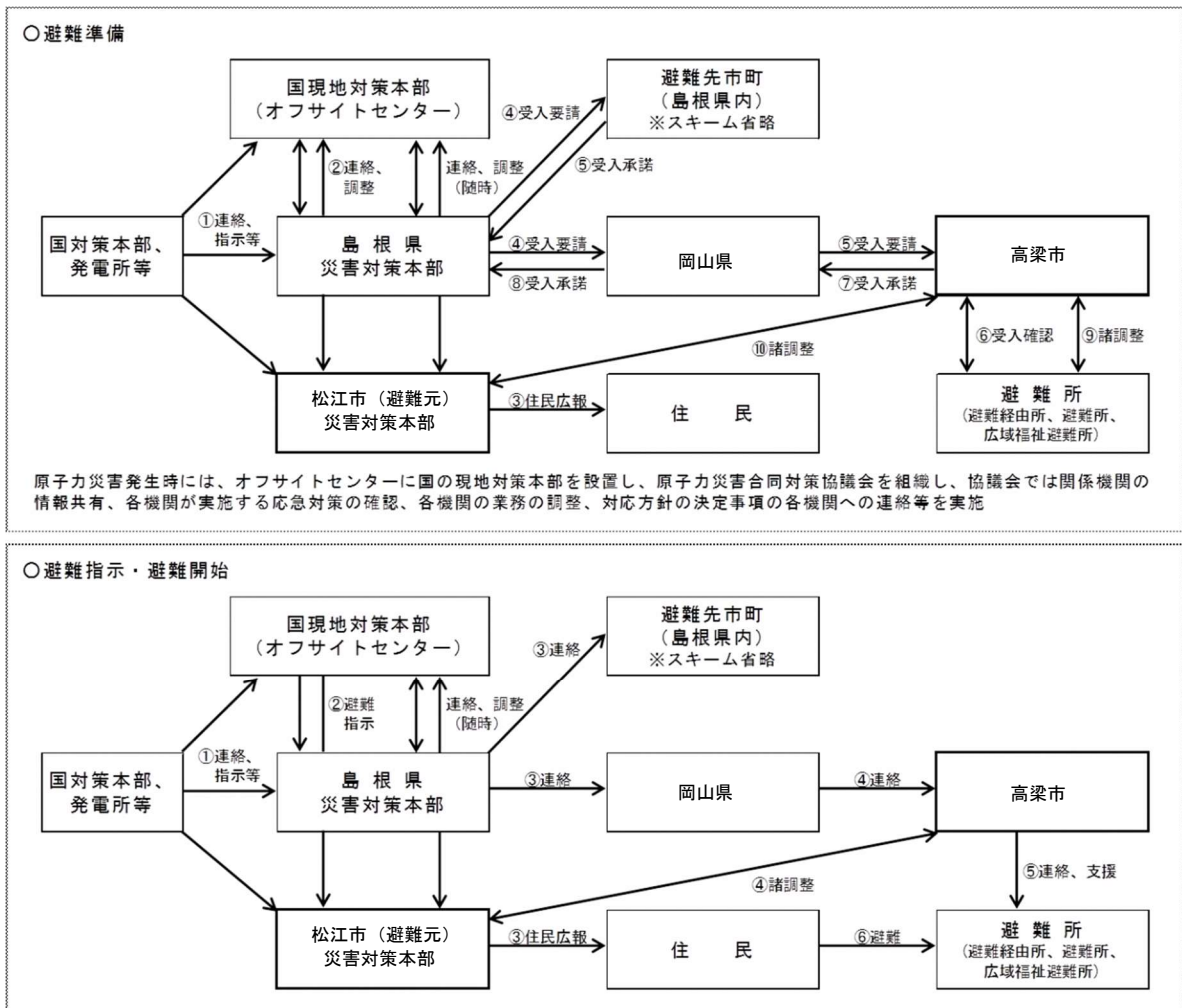 〇避難準備
国現地対策本部
（オフサイトセンター）
避難先市町
（島根県内）
※スキーム省略
④受入要請
⑤受入承諾
②連絡、
調整
連絡、調整
（随時）
①連絡、
指示等
国対策本部、
発電所等
島根県
災害対策本部
④受入要請
⑧受入承諾
岡山県
⑤受入要請
⑦受入承諾
高梁市
⑥受入確認
⑨諸調整
⑩諸調整
松江市（避難元）
災害対策本部
③住民広報
住　民
避難所
（避難経由所、避難所、
広域福祉避難所）
原子力災害発生時には、オフサイトセンターに国の現地対策本部を設置し、原子力災害合同対策協議会を組織し、協議会では関係機関の
情報共有、各機関が実施する応急対策の確認、各機関の業務の調整、対応方針の決定事項の各機関への連絡等を実施
〇避難指示・避難開始
国現地対策本部
（オフサイトセンター）
避難先市町
（島根県内）
※スキーム省略
③連絡
②避難
指示
連絡、調整
（随時）
①連絡、
指示等
国対策本部、
発電所等
島根県
災害対策本部
③連絡
岡山県
④連絡
高梁市
⑤連絡、支援
④諸調整
松江市（避難元）
災害対策本部
③住民広報
住　民
⑥避難
避難所
（避難経由所、避難所、
広域福祉避難所）